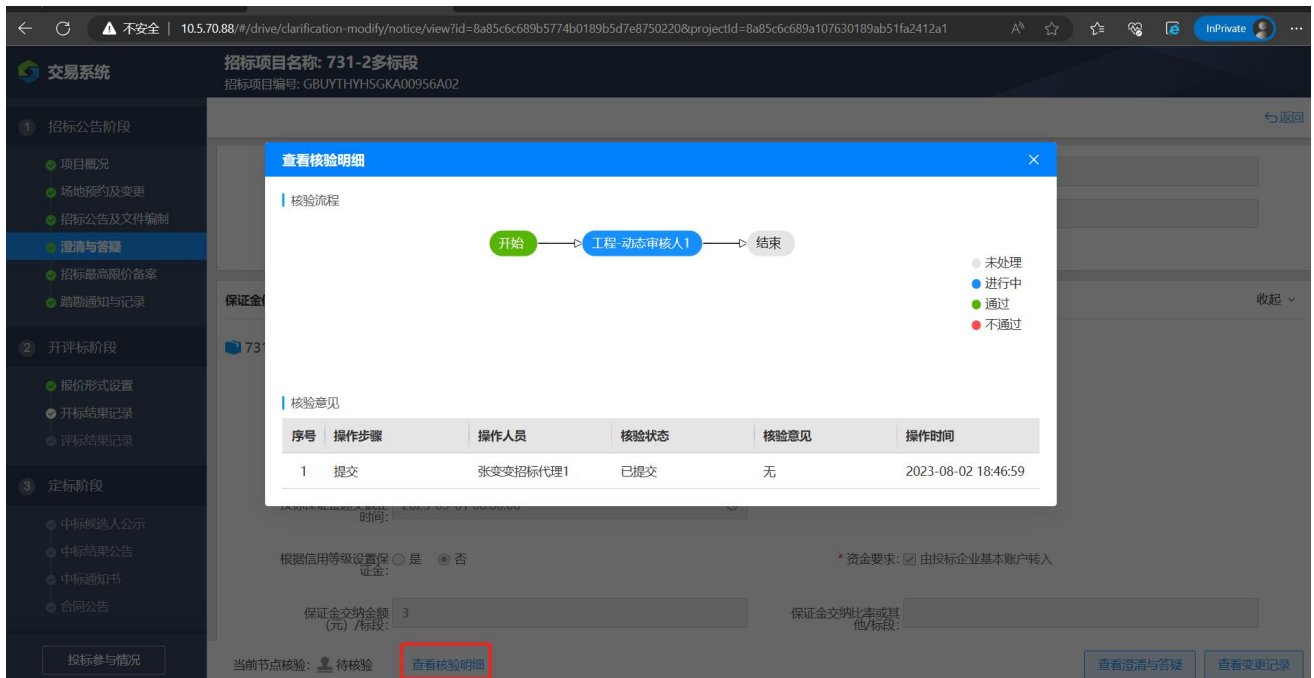 不安全 | 10.5.70.88/#/drive/clarification-modify/notice/view?id=8a85c6c689b5774b0189b5d7e8750220&projectId=8a85c6c689a107630189ab51fa2412a1
InPrivate
交易系统
招标项目名称: 731-2多标段
招标项目编号: GBUYTHYHSGKA00956A02
返回
1 招标公告阶段
项目概况
场地预约及变更
招标公告及文件编制
澄清与答疑
招标最高限价备案
踏勘通知与记录
2 开评标阶段
报价形式设置
开标结果记录
评标结果记录
3 定标阶段
中标候选人公示
中标结果公告
中标通知书
合同公告
投标参与情况
查看核验明细
核验流程
开始
工程-动态审核人1
结束
未处理
进行中
通过
不通过
保证金
收起
731
核验意见
序号 操作步骤 操作人员 核验状态 核验意见 操作时间
1 提交 张变变招标代理1 已提交 无 2023-08-02 18:46:59
时间:
根据信用等级设置保证金:
是 否
* 资金要求: 由投标企业基本账户转入
保证金交纳金额(元) /标段: 3
保证金交纳比率或其他/标段:
当前节点核验: 待核验 查看核验明细
查看澄清与答疑 查看变更记录